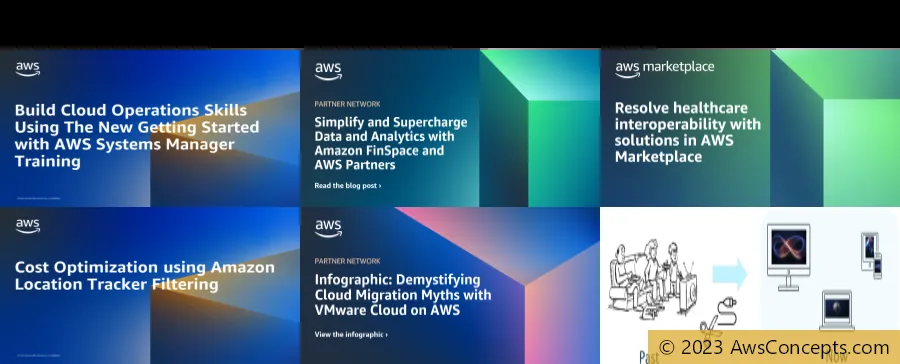 aws
Build Cloud Operations Skills
Using The New Getting Started
with AWS Systems Manager
Training
aws
PARTNER NETWORK
Simplify and Supercharge
Data and Analytics with
Amazon FinSpace and
AWS Partners
Read the blog post ›
aws marketplace
Resolve healthcare
interoperability with
solutions in AWS
Marketplace
aws
Cost Optimization using Amazon
Location Tracker Filtering
aws
PARTNER NETWORK
Infographic: Demystifying
Cloud Migration Myths with
VMware Cloud on AWS
View the infographic ›
Past
Now
© 2023 AwsConcepts.com